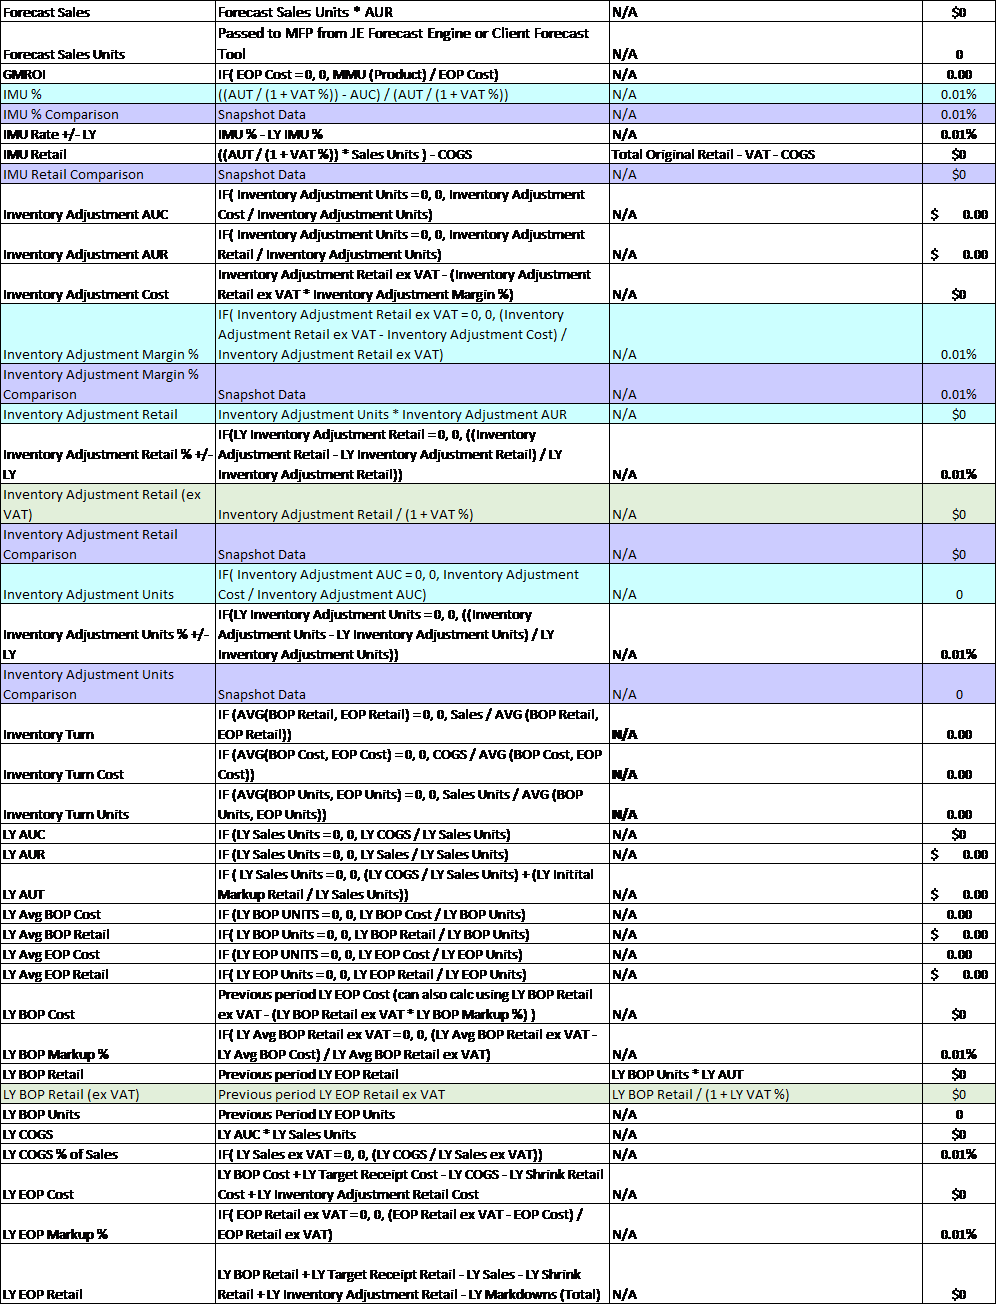 Forecast Sales Forecast Sales Units * AUR N/A $0
Passed to MFP from JE Forecast Engine or Client Forecast
Forecast Sales Units Tool N/A 0
GMROI IF( EOP Cost = 0, 0, MMU (Product) / EOP Cost) N/A 0.00
IMU % ((AUT / (1 + VAT %)) - AUC) / (AUT / (1 + VAT %)) N/A 0.01%
IMU % Comparison Snapshot Data N/A 0.01%
IMU Rate +/- LY IMU % - LY IMU % N/A 0.01%
IMU Retail ((AUT / (1 + VAT %)) * Sales Units ) - COGS Total Original Retail - VAT - COGS $0
IMU Retail Comparison Snapshot Data N/A $0
IF( Inventory Adjustment Units = 0, 0, Inventory Adjustment
Inventory Adjustment AUC Cost / Inventory Adjustment Units) N/A $ 0.00
IF( Inventory Adjustment Units = 0, 0, Inventory Adjustment
Inventory Adjustment AUR Retail / Inventory Adjustment Units) N/A $ 0.00
Inventory Adjustment Retail ex VAT - (Inventory Adjustment
Inventory Adjustment Cost Retail ex VAT * Inventory Adjustment Margin %) N/A $0
IF( Inventory Adjustment Retail ex VAT = 0, 0, (Inventory
Adjustment Retail ex VAT - Inventory Adjustment Cost) /
Inventory Adjustment Margin % Inventory Adjustment Retail ex VAT) N/A 0.01%
Inventory Adjustment Margin %
Comparison Snapshot Data N/A 0.01%
Inventory Adjustment Retail Inventory Adjustment Units * Inventory Adjustment AUR N/A $0
IF(LY Inventory Adjustment Retail = 0, 0, ((Inventory
Inventory Adjustment Retail % +/- Adjustment Retail - LY Inventory Adjustment Retail) / LY
LY Inventory Adjustment Retail)) N/A 0.01%
Inventory Adjustment Retail (ex
VAT) Inventory Adjustment Retail / (1 + VAT %) N/A $0
Inventory Adjustment Retail
Comparison Snapshot Data N/A $0
IF( Inventory Adjustment AUC = 0, 0, Inventory Adjustment
Inventory Adjustment Units Cost / Inventory Adjustment AUC) N/A 0
IF(LY Inventory Adjustment Units = 0, 0, ((Inventory
Inventory Adjustment Units % +/- Adjustment Units - LY Inventory Adjustment Units) / LY
LY Inventory Adjustment Units)) N/A 0.01%
Inventory Adjustment Units
Comparison Snapshot Data N/A 0
IF (AVG(BOP Retail, EOP Retail) = 0, 0, Sales / AVG (BOP Retail,
Inventory Turn EOP Retail)) N/A 0.00
IF (AVG(BOP Cost, EOP Cost) = 0, 0, COGS / AVG (BOP Cost, EOP
Inventory Turn Cost Cost)) N/A 0.00
IF (AVG(BOP Units, EOP Units) = 0, 0, Sales Units / AVG (BOP
Inventory Turn Units Units, EOP Units)) N/A 0.00
LY AUC IF (LY Sales Units = 0, 0, LY COGS / LY Sales Units) N/A $0
LY AUR IF (LY Sales Units = 0, 0, LY Sales / LY Sales Units) N/A $ 0.00
IF ( LY Sales Units = 0, 0, (LY COGS / LY Sales Units) + (LY Initital
LY AUT Markup Retail / LY Sales Units)) N/A $ 0.00
LY Avg BOP Cost IF (LY BOP UNITS = 0, 0, LY BOP Cost / LY BOP Units) N/A 0.00
LY Avg BOP Retail IF( LY BOP Units = 0, 0, LY BOP Retail / LY BOP Units) N/A $ 0.00
LY Avg EOP Cost IF (LY EOP UNITS = 0, 0, LY EOP Cost / LY EOP Units) N/A 0.00
LY Avg EOP Retail IF( LY EOP Units = 0, 0, LY EOP Retail / LY EOP Units) N/A $ 0.00
Previous period LY EOP Cost (can also calc using LY BOP Retail
LY BOP Cost ex VAT - (LY BOP Retail ex VAT * LY BOP Markup %) ) N/A $0
IF( LY Avg BOP Retail ex VAT = 0, 0, (LY Avg BOP Retail ex VAT -
LY BOP Markup % LY Avg BOP Cost) / LY Avg BOP Retail ex VAT) N/A 0.01%
LY BOP Retail Previous period LY EOP Retail LY BOP Units * LY AUT $0
LY BOP Retail (ex VAT) Previous period LY EOP Retail ex VAT LY BOP Retail / (1 + LY VAT %) $0
LY BOP Units Previous Period LY EOP Units N/A 0
LY COGS LY AUC * LY Sales Units N/A $0
LY COGS % of Sales IF( LY Sales ex VAT = 0, 0, (LY COGS / LY Sales ex VAT)) N/A 0.01%
LY BOP Cost + LY Target Receipt Cost - LY COGS - LY Shrink Retail
LY EOP Cost Cost + LY Inventory Adjustment Retail Cost N/A $0
IF( EOP Retail ex VAT = 0, 0, (EOP Retail ex VAT - EOP Cost) /
LY EOP Markup % EOP Retail ex VAT) N/A 0.01%
LY BOP Retail + LY Target Receipt Retail - LY Sales - LY Shrink
LY EOP Retail Retail + LY Inventory Adjustment Retail - LY Markdowns (Total) N/A $0